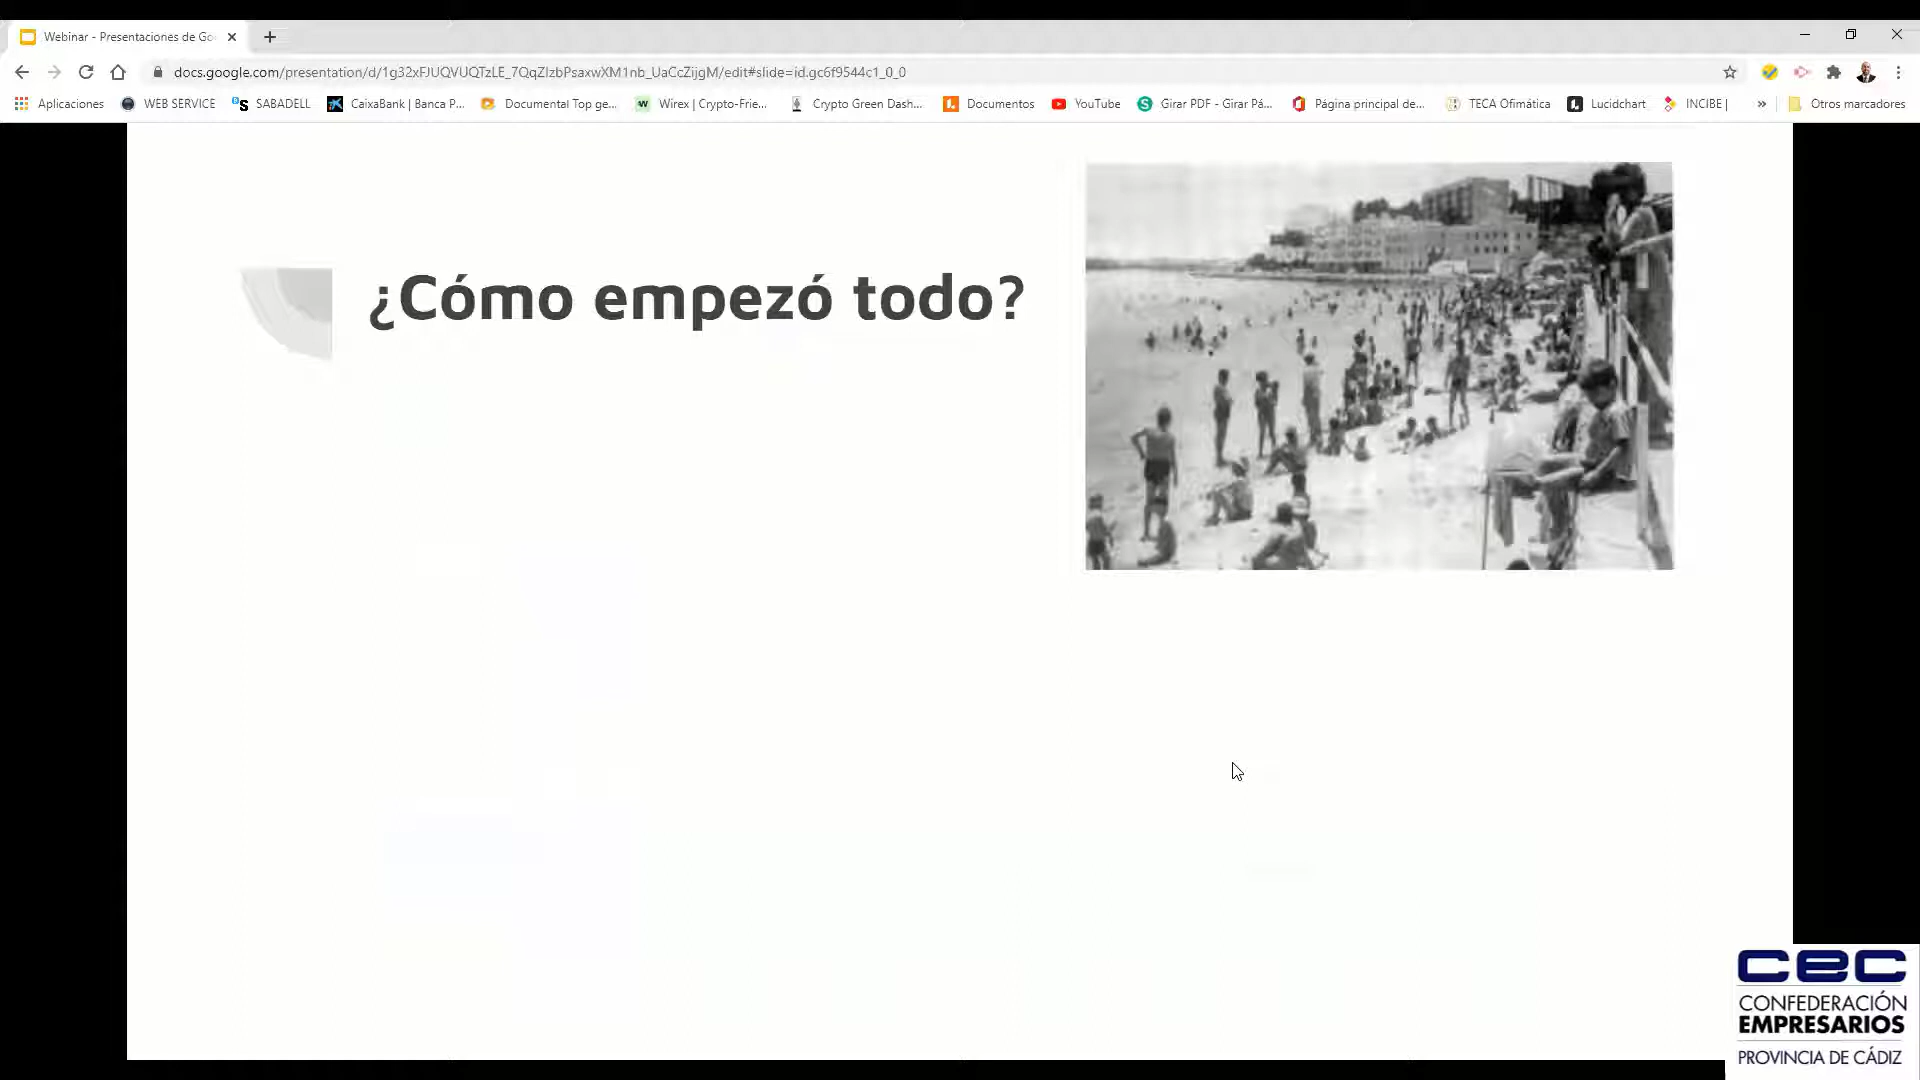 Webinar - Presentaciones de Go
docs.google.com/presentation/d/1g32xFJUQVUQTzLE_7QqZIzbPsaxwXM1nb_UaCcZijgM/edit#slide=id.gc6f9544c1_0_0
Aplicaciones WEB SERVICE SABADELL CaixaBank | Banca P... Documental Top ge... Wirex | Crypto-Frie... Crypto Green Dash... Documentos YouTube Girar PDF - Girar Pá... Página principal de... TECA Ofimática Lucidchart INCIBE | » Otros marcadores
¿Cómo empezó todo?
cec
CONFEDERACIÓN
EMPRESARIOS
PROVINCIA DE CÁDIZ